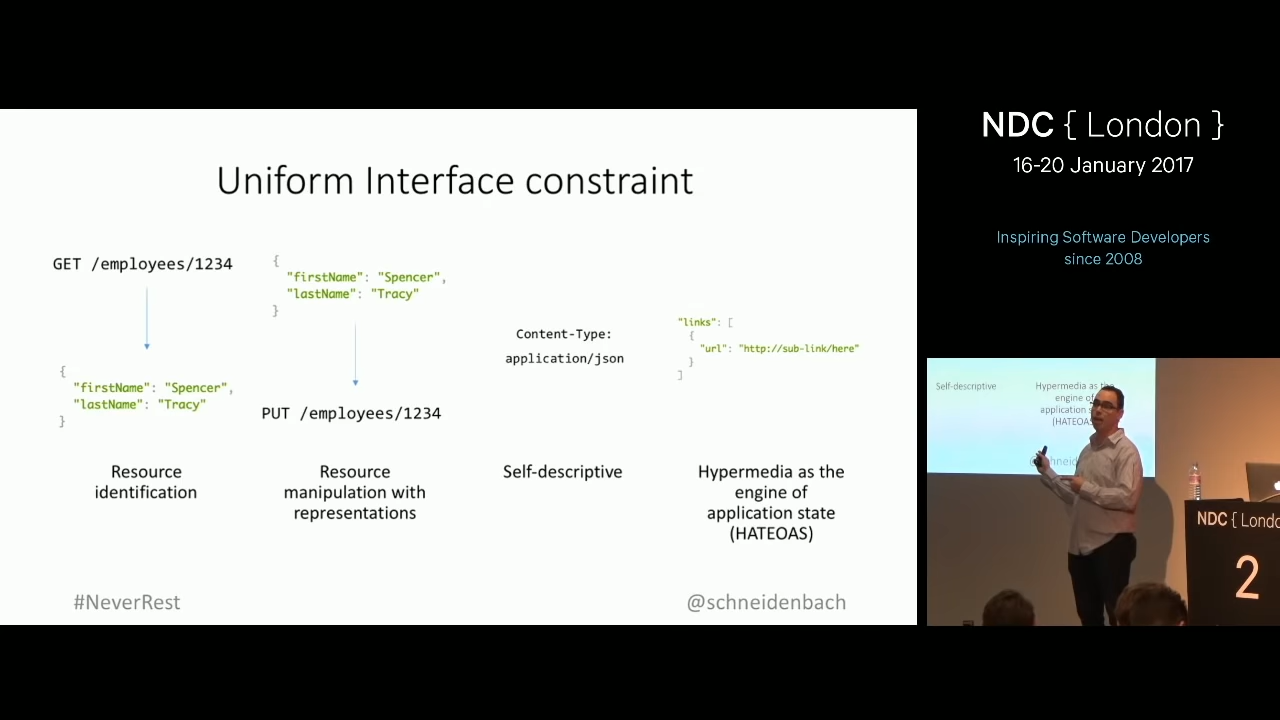 Uniform Interface constraint
GET /employees/1234
{
"firstName": "Spencer",
"lastName": "Tracy"
}
Resource
identification
{
"firstName": "Spencer",
"lastName": "Tracy"
}
PUT /employees/1234
Resource
manipulation with
representations
Content-Type:
application/json
Self-descriptive
"links": [
{
"url": "http://sub-link/here"
}
]
Hypermedia as the
engine of
application state
(HATEOAS)
#NeverRest
@schneidenbach
NDC { London }
16-20 January 2017
Inspiring Software Developers
since 2008
Self-descriptive
Hypermedia as the
engine of
application
(HATEOAS
NDC { Londo
2